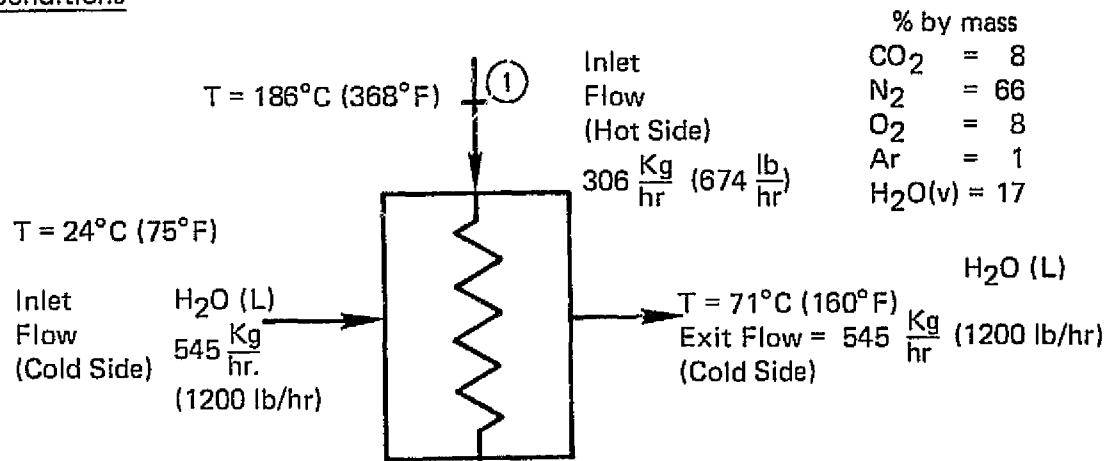 Conditions
% by mass
CO2 = 8
N2 = 66
O2 = 8
Ar = 1
H2O(v) = 17
T = 186°C (368°F)
1
Inlet
Flow
(Hot Side)
306 Kg/hr (674 lb/hr)
T = 24°C (75°F)
Inlet
Flow
(Cold Side)
H2O (L)
545 Kg/hr.
(1200 lb/hr)
H2O (L)
T = 71°C (160°F)
Exit Flow = 545 Kg/hr (1200 lb/hr)
(Cold Side)